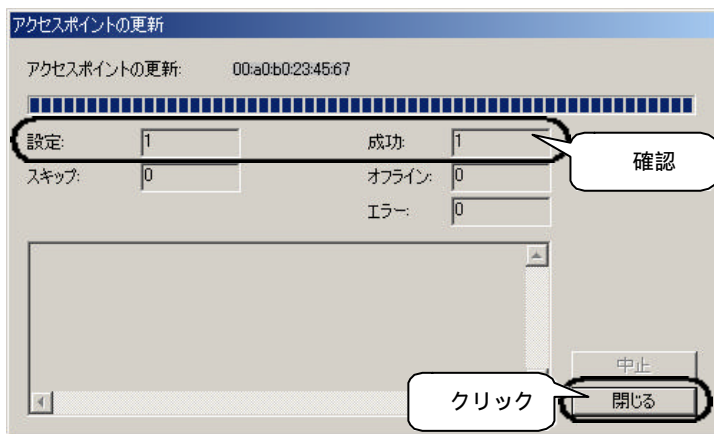 アクセスポイントの更新
アクセスポイントの更新: 00:a0:b0:23:45:67
設定: 1 成功: 1
確認
スキップ: 0 オフライン: 0
エラー: 0
中止
クリック
閉じる